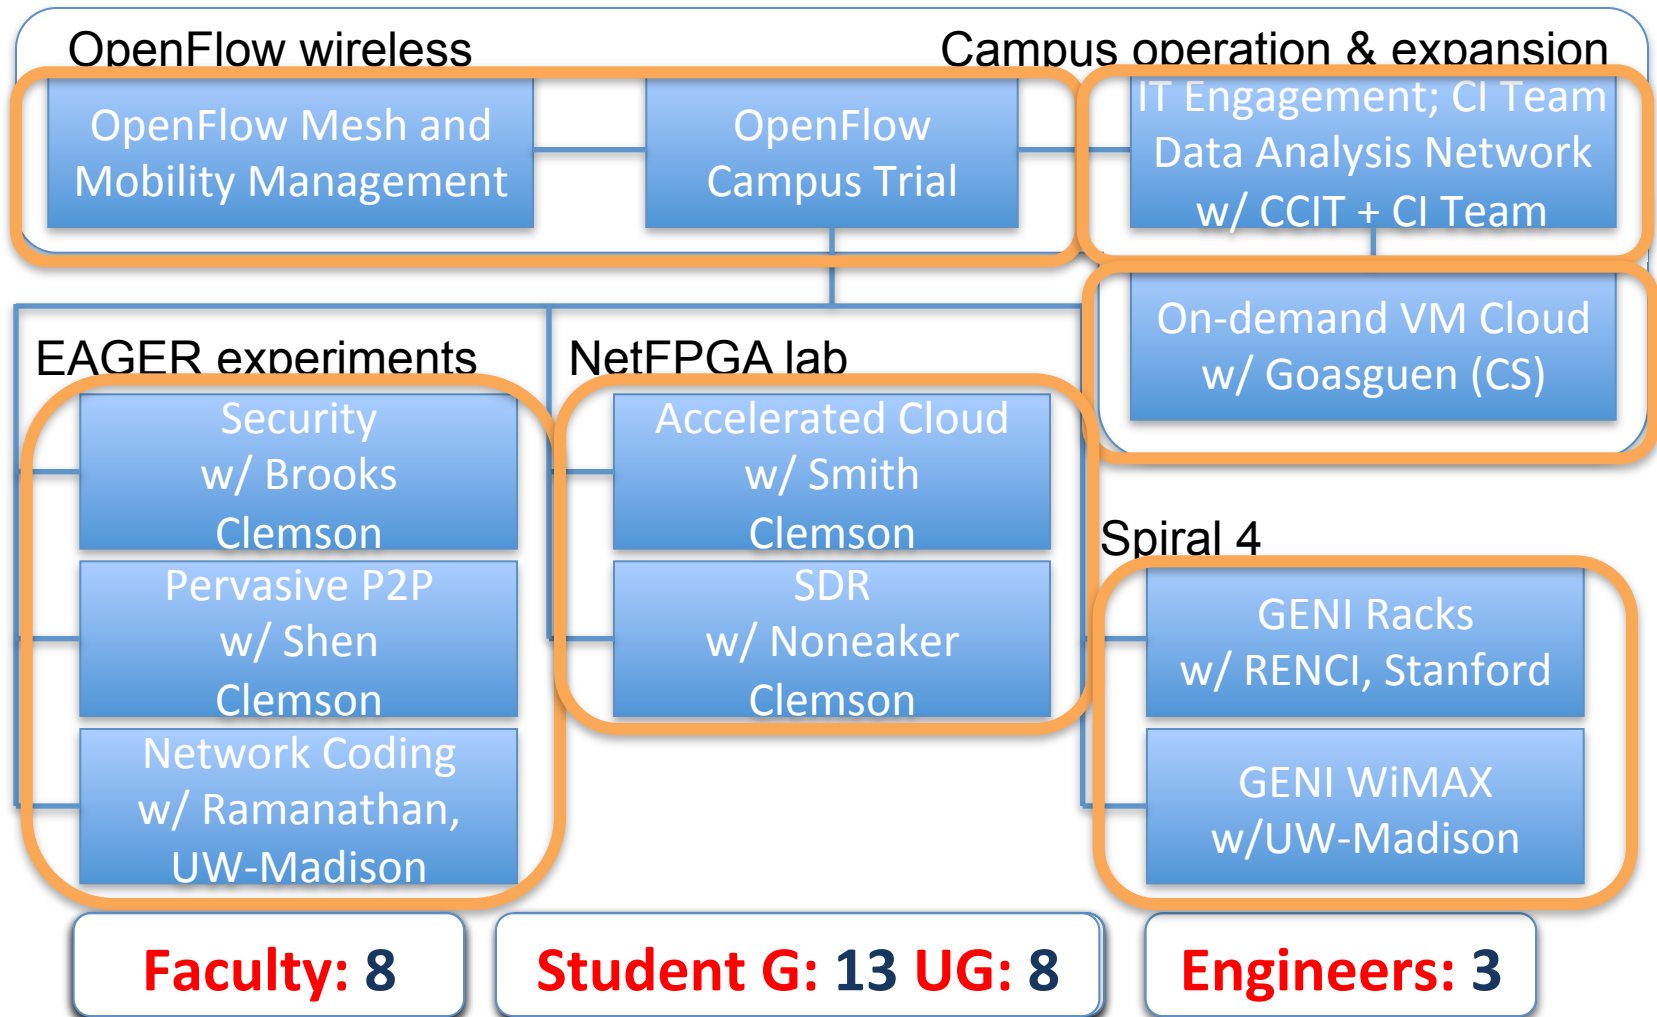 OpenFlow wireless
Campus operation & expansion
OpenFlow Mesh and
Mobility Management
OpenFlow
Campus Trial
IT Engagement; CI Team
Data Analysis Network
w/ CCIT + CI Team
On-demand VM Cloud
w/ Goasguen (CS)
EAGER experiments
Security
w/ Brooks
Clemson
Pervasive P2P
w/ Shen
Clemson
Network Coding
w/ Ramanathan,
UW-Madison
NetFPGA lab
Accelerated Cloud
w/ Smith
Clemson
SDR
w/ Noneaker
Clemson
Spiral 4
GENI Racks
w/ RENCI, Stanford
GENI WiMAX
w/UW-Madison
Faculty: 8
Student G: 13 UG: 8
Engineers: 3